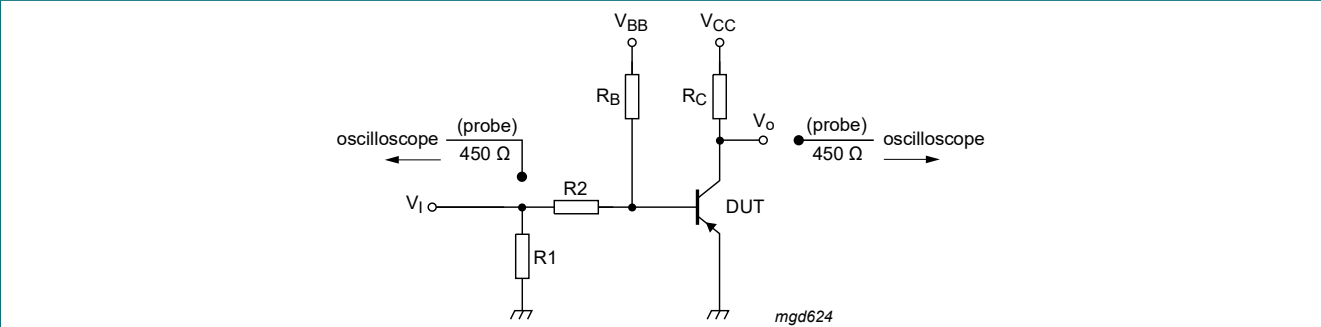 VBB
VCC
RB
RC
Vo
(probe)
oscilloscope
450 Ω
(probe)
oscilloscope
450 Ω
R2
VI
DUT
R1
mgd624